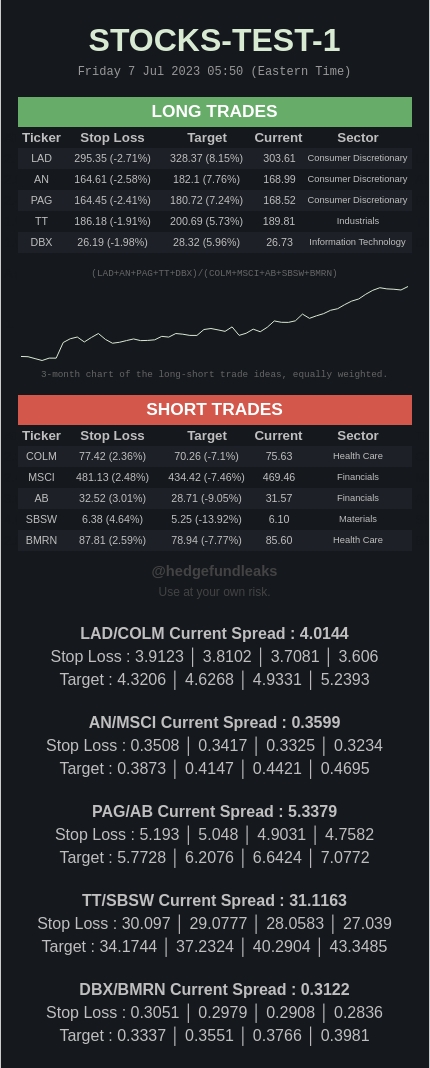 STOCKS-TEST-1
Friday 7 Jul 2023 05:50 (Eastern Time)
LONG TRADES
Ticker Stop Loss Target Current Sector
LAD 295.35 (-2.71%) 328.37 (8.15%) 303.61 Consumer Discretionary
AN 164.61 (-2.58%) 182.1 (7.76%) 168.99 Consumer Discretionary
PAG 164.45 (-2.41%) 180.72 (7.24%) 168.52 Consumer Discretionary
TT 186.18 (-1.91%) 200.69 (5.73%) 189.81 Industrials
DBX 26.19 (-1.98%) 28.32 (5.96%) 26.73 Information Technology
(LAD+AN+PAG+TT+DBX)/(COLM+MSCI+AB+SBSW+BMRN)
3-month chart of the long-short trade ideas, equally weighted.
SHORT TRADES
Ticker Stop Loss Target Current Sector
COLM 77.42 (2.36%) 70.26 (-7.1%) 75.63 Health Care
MSCI 481.13 (2.48%) 434.42 (-7.46%) 469.46 Financials
AB 32.52 (3.01%) 28.71 (-9.05%) 31.57 Financials
SBSW 6.38 (4.64%) 5.25 (-13.92%) 6.10 Materials
BMRN 87.81 (2.59%) 78.94 (-7.77%) 85.60 Health Care
@hedgefundleaks
Use at your own risk.
LAD/COLM Current Spread : 4.0144
Stop Loss : 3.9123 │ 3.8102 │ 3.7081 │ 3.606
Target : 4.3206 │ 4.6268 │ 4.9331 │ 5.2393
AN/MSCI Current Spread : 0.3599
Stop Loss : 0.3508 │ 0.3417 │ 0.3325 │ 0.3234
Target : 0.3873 │ 0.4147 │ 0.4421 │ 0.4695
PAG/AB Current Spread : 5.3379
Stop Loss : 5.193 │ 5.048 │ 4.9031 │ 4.7582
Target : 5.7728 │ 6.2076 │ 6.6424 │ 7.0772
TT/SBSW Current Spread : 31.1163
Stop Loss : 30.097 │ 29.0777 │ 28.0583 │ 27.039
Target : 34.1744 │ 37.2324 │ 40.2904 │ 43.3485
DBX/BMRN Current Spread : 0.3122
Stop Loss : 0.3051 │ 0.2979 │ 0.2908 │ 0.2836
Target : 0.3337 │ 0.3551 │ 0.3766 │ 0.3981